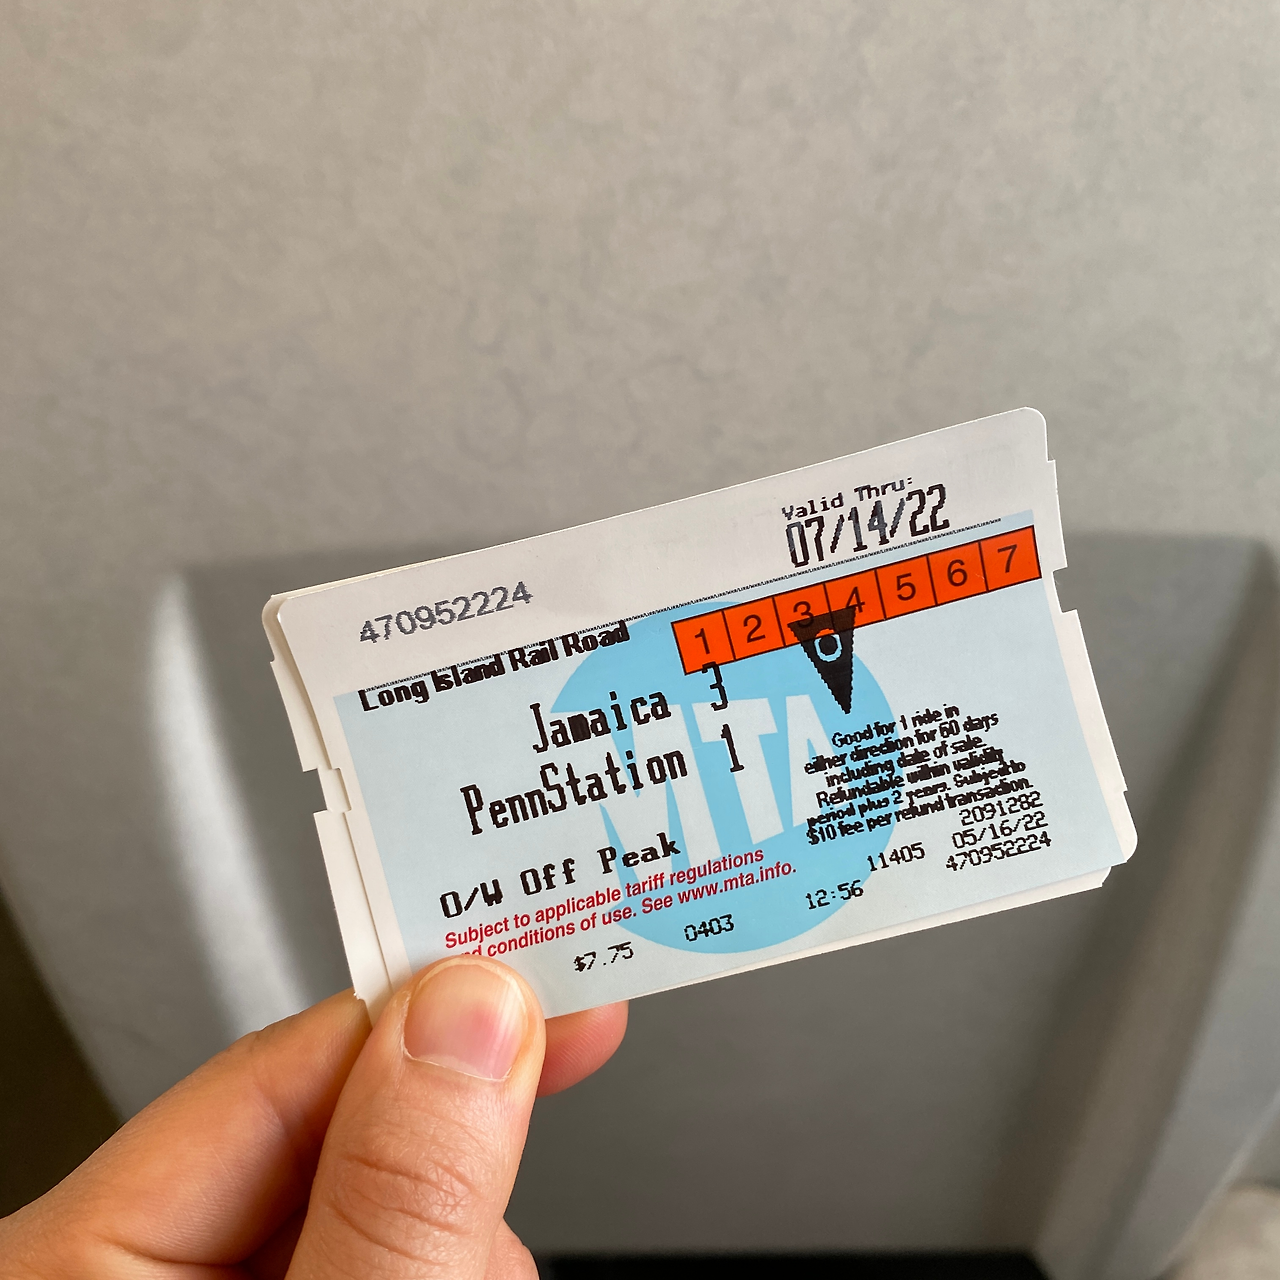 Valid Thru:
07/14/22
470952224
Long Island Rail Road
1 2 3 4 5 6 7
Jamaica 3
PennStation 1
MTA
Good for 1 ride in
either direction for 60 days
including date of sale.
Refundable within validity
period plus 2 years. Subject to
$10 fee per refund transaction.
O/W Off Peak
Subject to applicable tariff regulations
conditions of use. See www.mta.info.
2091282
05/16/22
470952224
$7.75 0403 12:56 11405